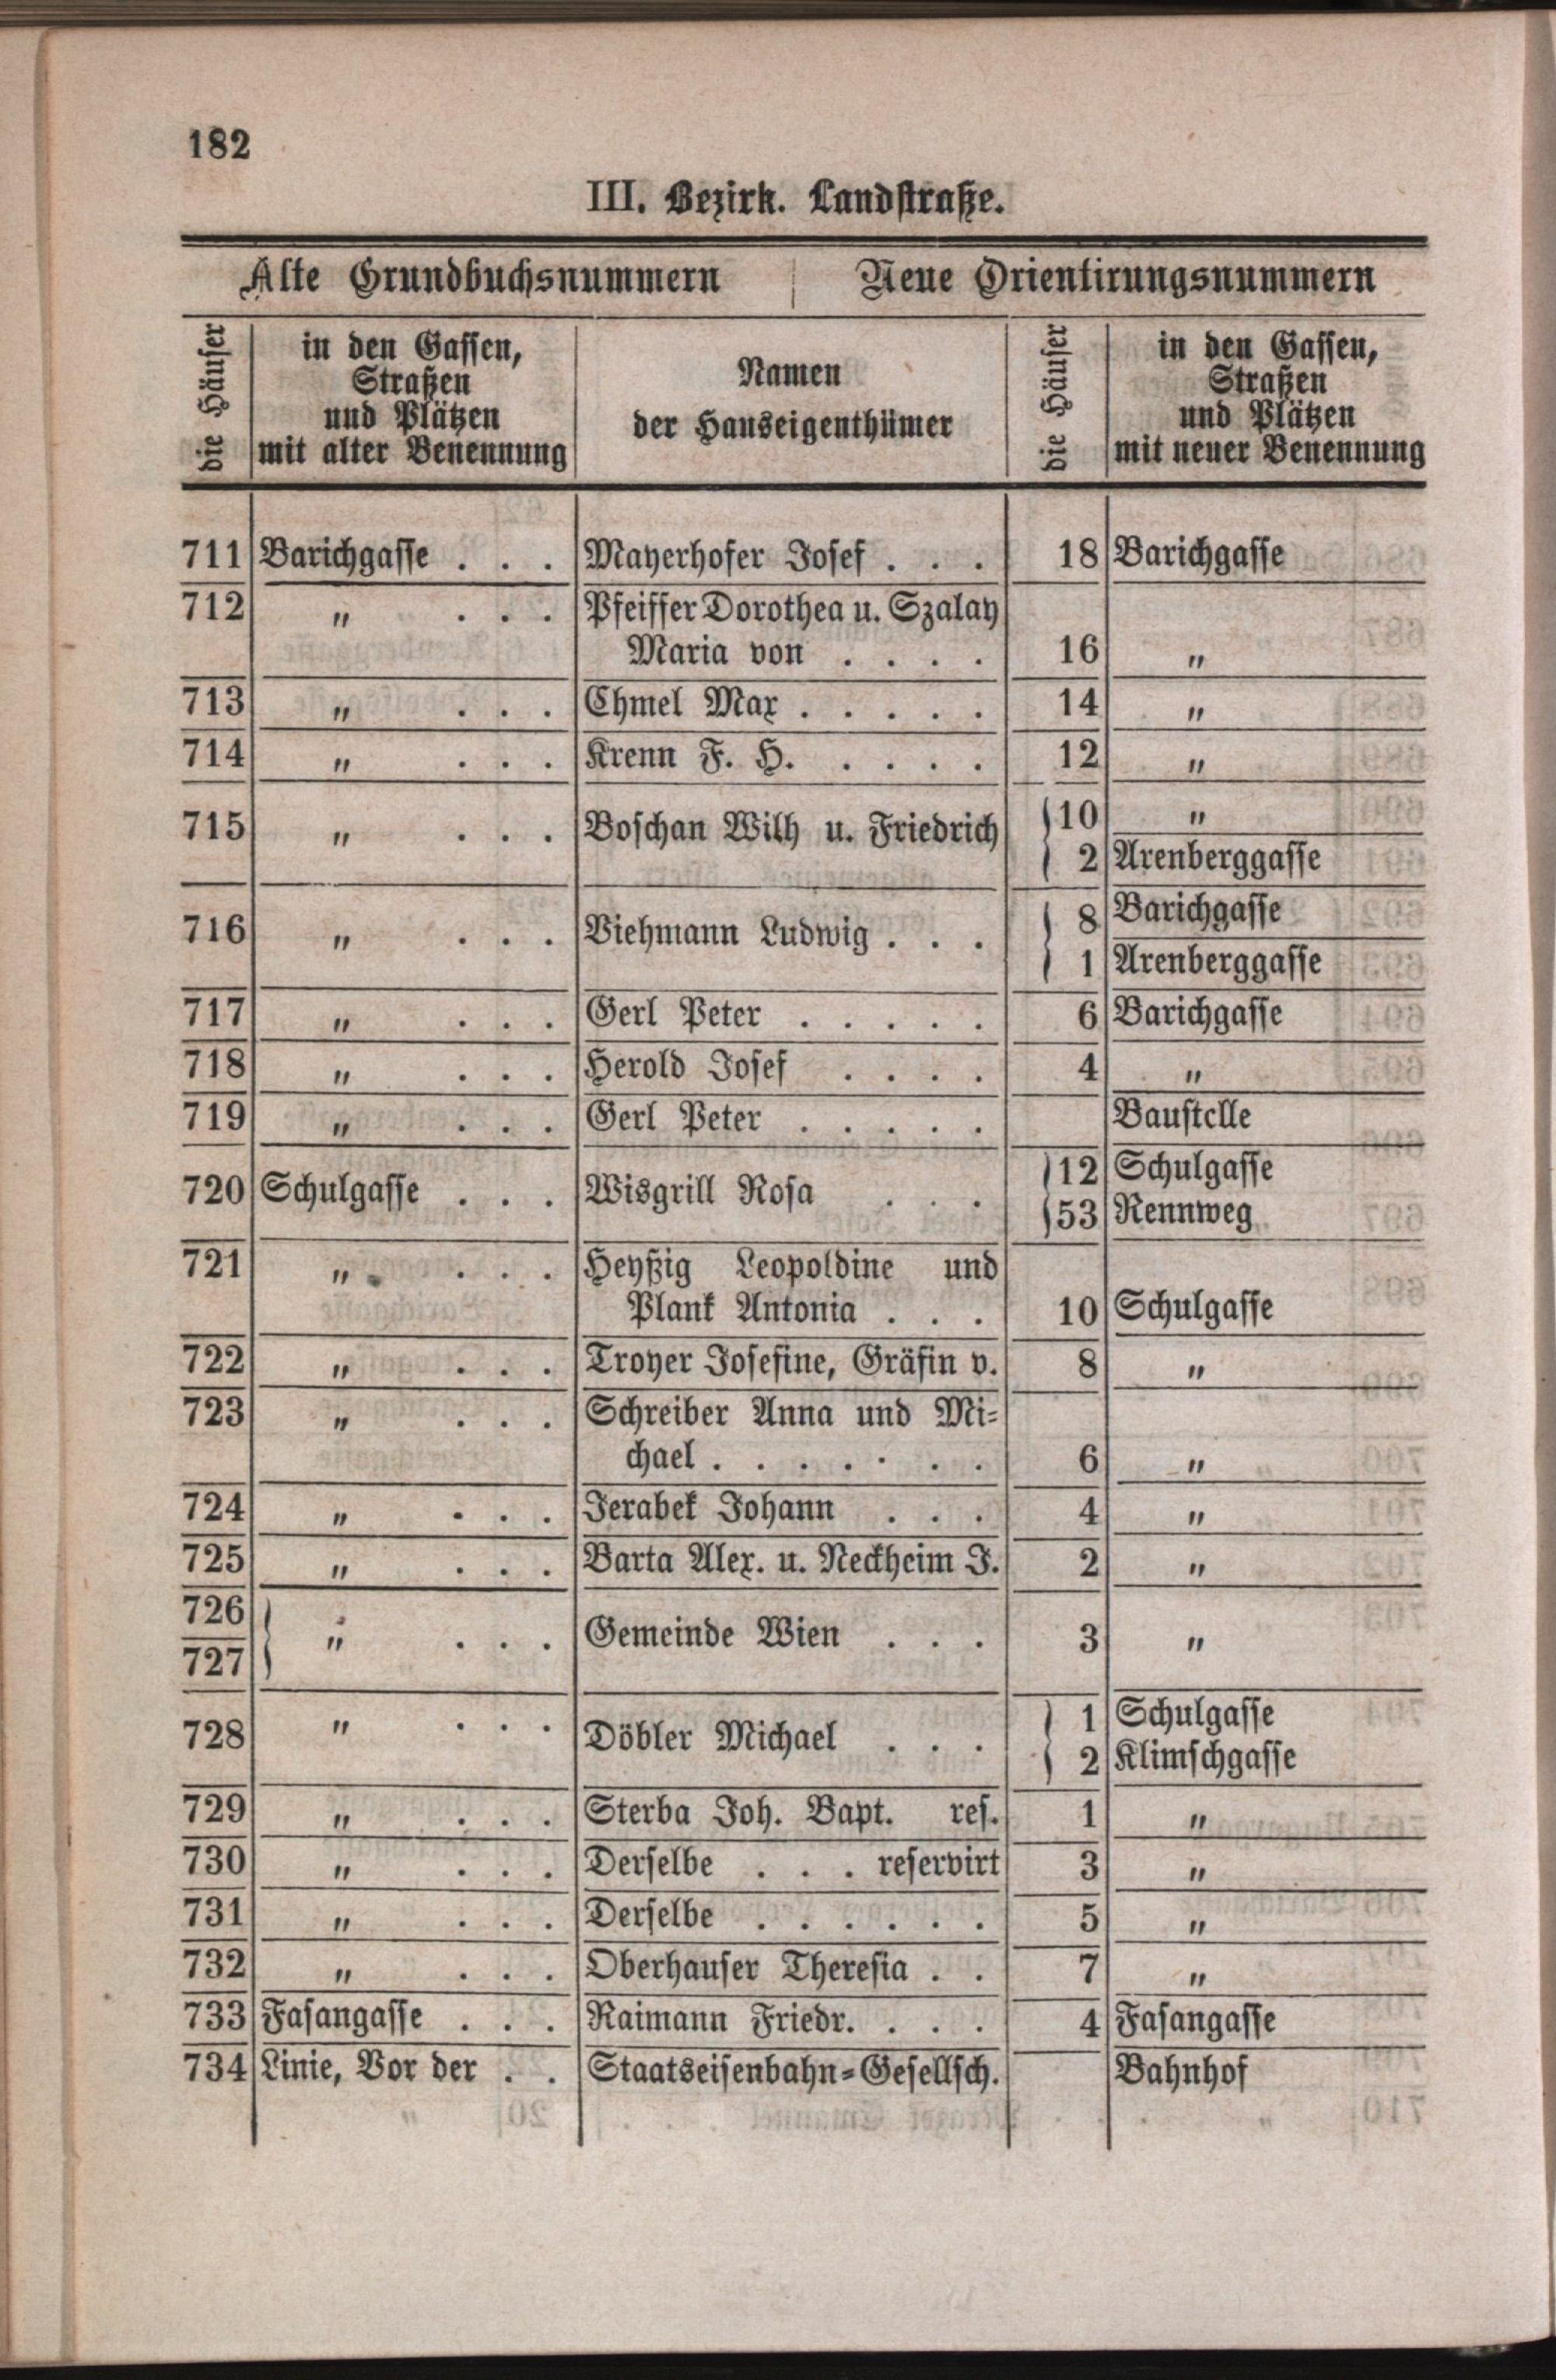 182
III. Bezirk. Landstraße.
Alte Grundbuchsnummern Neue Orientirungsnummern
die Häuser in den Gassen, Straßen und Plätzen mit alter Benennung
Namen der Hauseigenthümer
die Häuser in den Gassen, Straßen und Plätzen mit neuer Benennung
711 Barichgasse . . . Mayerhofer Josef . . . 18 Barichgasse
712 " . . . Pfeiffer Dorothea u. Szalay
Maria von . . . . 16 "
713 " . . . Chmel Max . . . . . 14 "
714 " . . . Krenn F. H. . . . . 12 "
715 " . . . Boschan Wilh u. Friedrich 10 "
2 Arenberggasse
716 " . . . Viehmann Ludwig . . . 8 Barichgasse
1 Arenberggasse
717 " . . . Gerl Peter . . . . . 6 Barichgasse
718 " . . . Herold Josef . . . . 4 "
719 " . . . Gerl Peter . . . . . Baustelle
720 Schulgasse . . . Wisgrill Rosa . . . 12 Schulgasse
53 Rennweg
721 " . . . Heyßig Leopoldine und
Plank Antonia . . . 10 Schulgasse
722 " . . . Troyer Josefine, Gräfin v. 8 "
723 " . . . Schreiber Anna und Mi-
chael . . . . . . . 6 "
724 " . . . Jerabek Johann . . . 4 "
725 " . . . Barta Alex. u. Neckheim J. 2 "
726
727 " . . . Gemeinde Wien . . . 3 "
728 " . . . Döbler Michael . . . 1 Schulgasse
2 Klimschgasse
729 " . . . Sterba Joh. Bapt. res. 1 "
730 " . . . Derselbe . . . reservirt 3 "
731 " . . . Derselbe . . . . . . 5 "
732 " . . . Oberhauser Theresia . . 7 "
733 Fasangasse . . . Raimann Friedr. . . . 4 Fasangasse
734 Linie, Vor der . . Staatseisenbahn-Gesellsch. Bahnhof